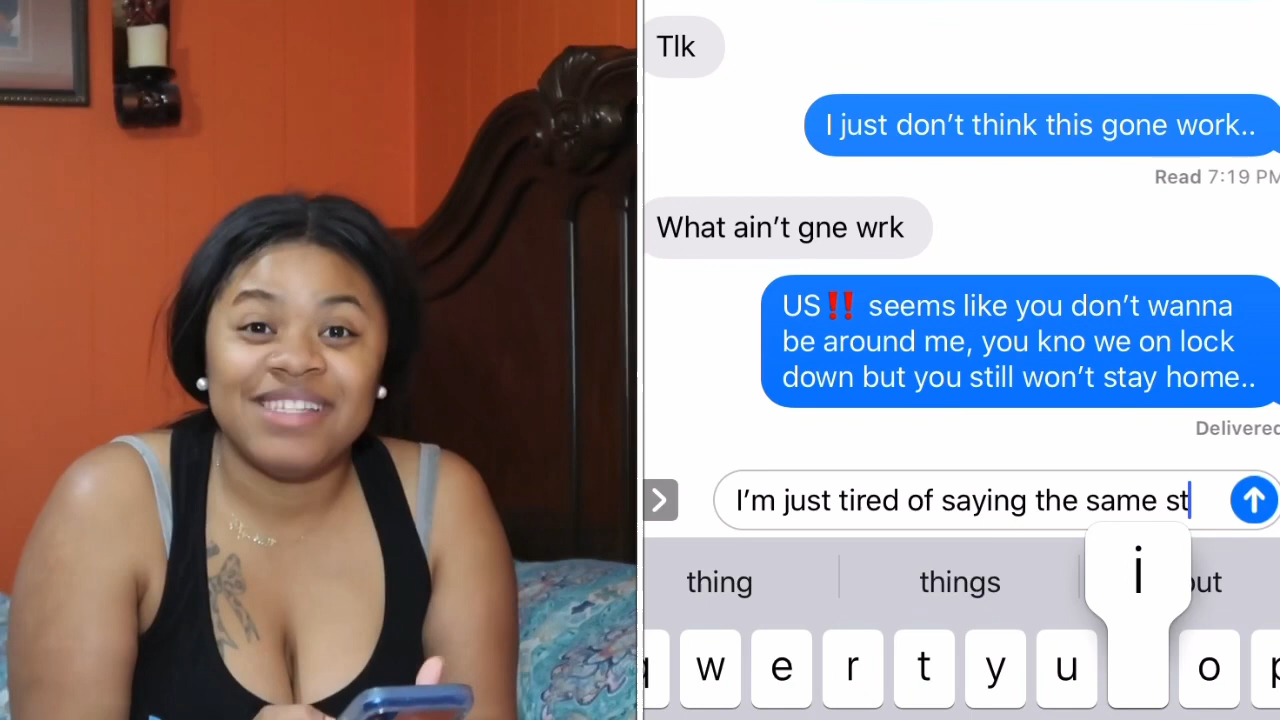 Tlk
I just don't think this gone work..
Read 7:19 PM
What ain't gne wrk
US‼️ seems like you don't wanna
be around me, you kno we on lock
down but you still won't stay home..
Delivered
I'm just tired of saying the same st
i
thing things
w e r t y u o p